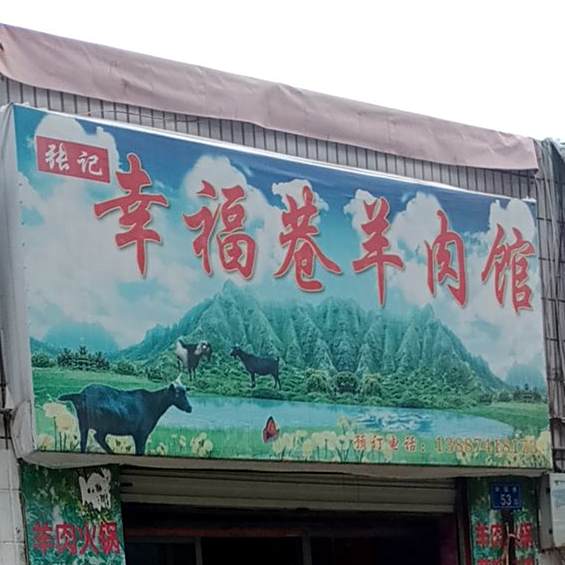 张记
幸福巷羊肉馆
预订电话：
羊肉火锅
53
羊肉火锅